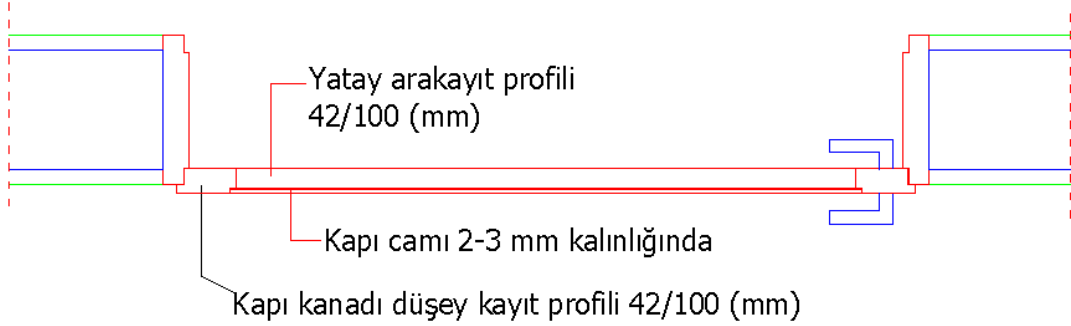 Yatay arakayıt profili
42/100 (mm)
Kapı camı 2-3 mm kalınlığında
Kapı kanadı düşey kayıt profili 42/100 (mm)